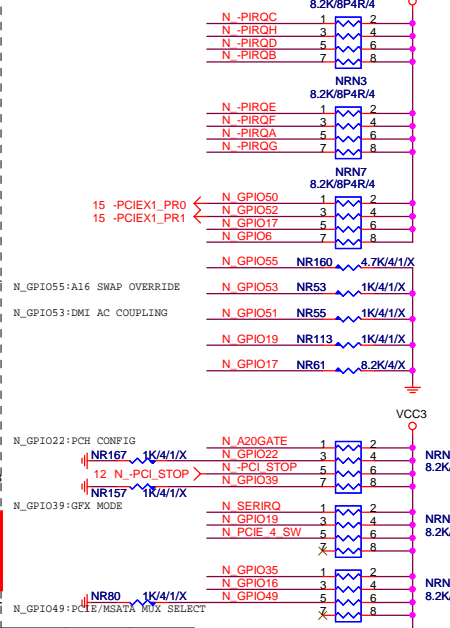 8.2K/8P4R/4
N_-PIRQC 1 2
N_-PIRQH 3 4
N_-PIRQD 5 6
N_-PIRQB 7 8
NRN3
8.2K/8P4R/4
N_-PIRQE 1 2
N_-PIRQF 3 4
N_-PIRQA 5 6
N_-PIRQG 7 8
NRN7
8.2K/8P4R/4
15 -PCIEX1_PR0 N_GPIO50 1 2
15 -PCIEX1_PR1 N_GPIO52 3 4
N_GPIO17 5 6
N_GPIO6 7 8
N_GPIO55 NR160 4.7K/4/1/X
N_GPIO55:A16 SWAP OVERRIDE
N_GPIO53 NR53 1K/4/1/X
N_GPIO53:DMI AC COUPLING
N_GPIO51 NR55 1K/4/1/X
N_GPIO19 NR113 1K/4/1/X
N_GPIO17 NR61 8.2K/4/X
VCC3
N_GPIO22:PCH CONFIG
N_A20GATE 1 2
NR167 1K/4/1/X N_GPIO22 3 4 NRN
12 N_-PCI_STOP N_-PCI_STOP 5 6 8.2K/
NR157 1K/4/1/X N_GPIO39 7 8
N_GPIO39:GFX MODE
N_SERIRQ 1 2
N_GPIO19 3 4 NRN
N_PCIE_4_SW 5 6 8.2K/
7 8
N_GPIO35 1 2
N_GPIO16 3 4 NRN
NR80 1K/4/1/X N_GPIO49 5 6 8.2K/
N_GPIO49:PCIE/MSATA MUX SELECT
7 8